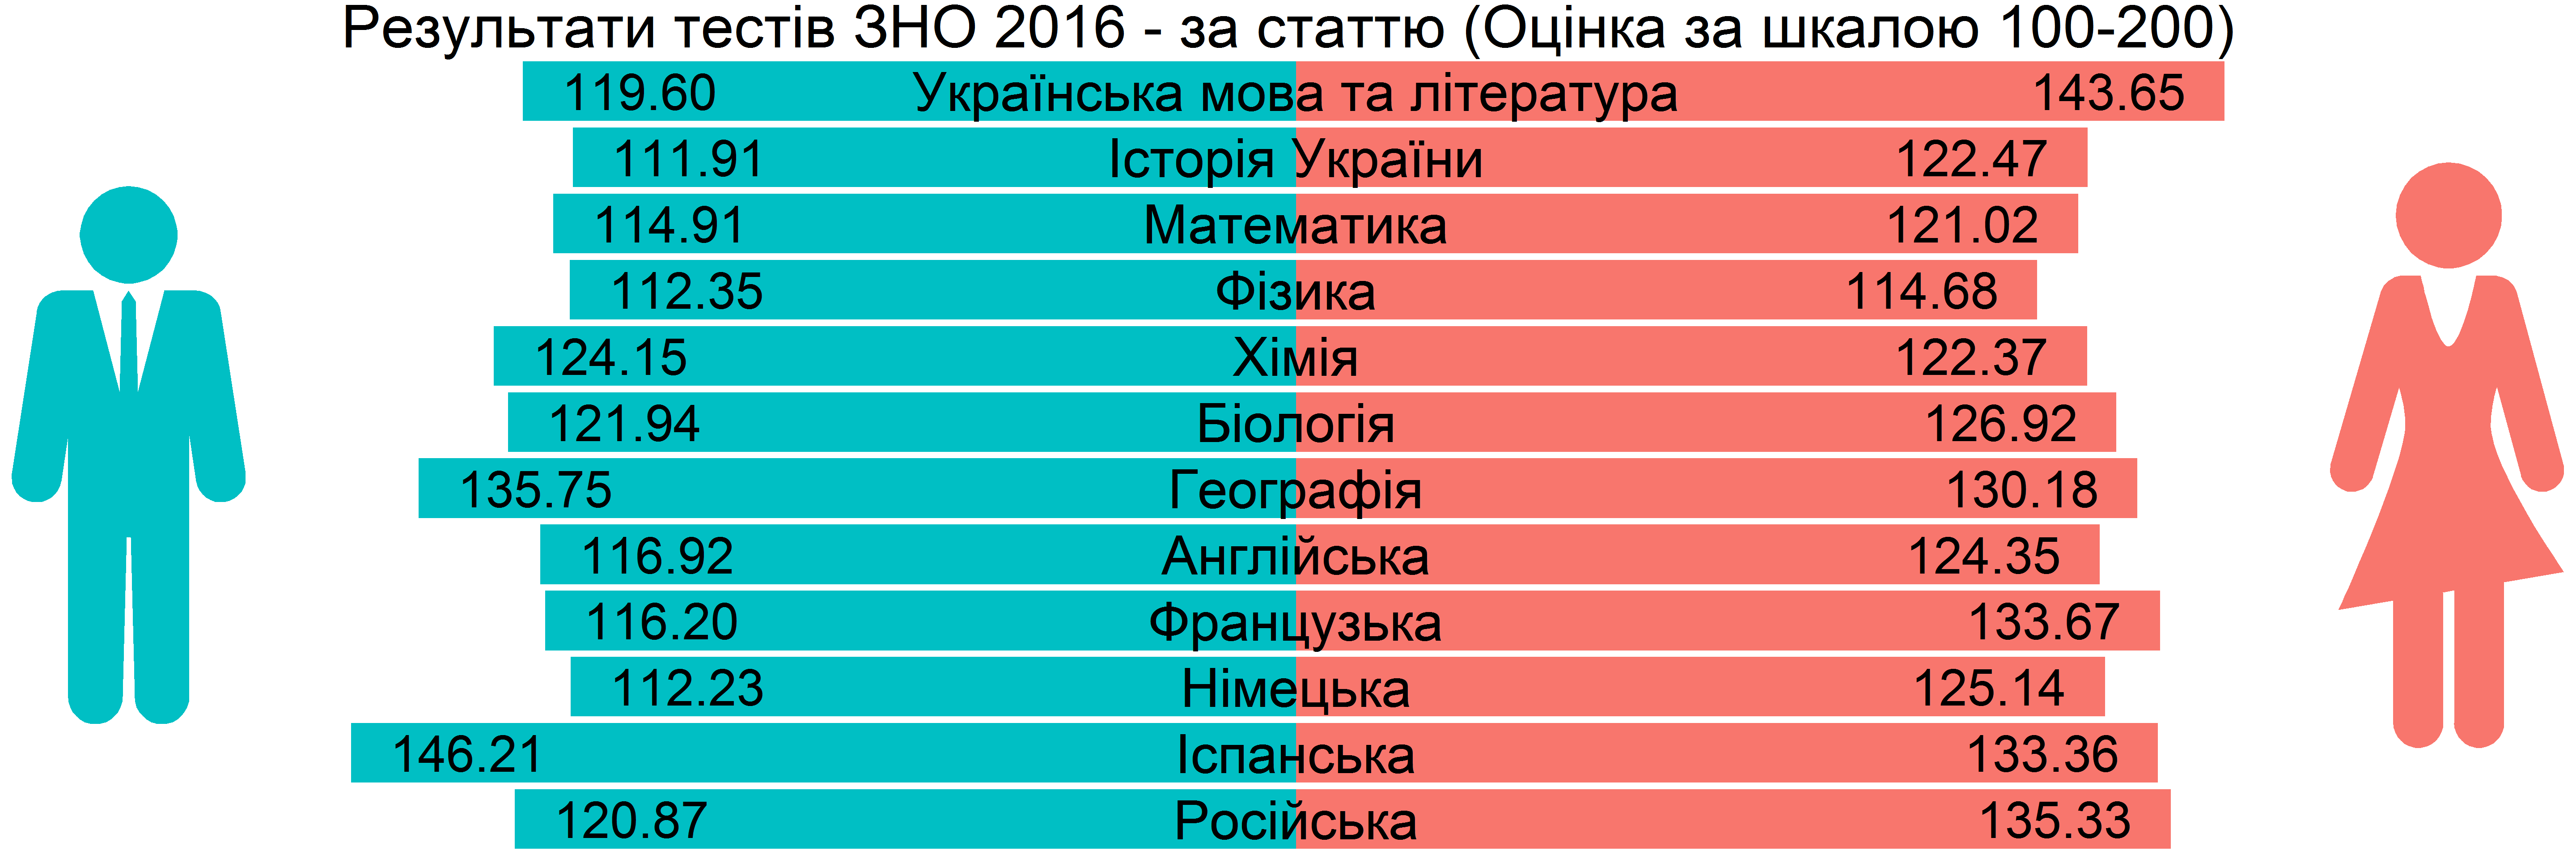 Результати тестів ЗНО 2016 - за статтю (Оцінка за шкалою 100-200)
119.60 Українська мова та література 143.65
111.91 Історія України 122.47
114.91 Математика 121.02
112.35 Фізика 114.68
124.15 Хімія 122.37
121.94 Біологія 126.92
135.75 Географія 130.18
116.92 Англійська 124.35
116.20 Французька 133.67
112.23 Німецька 125.14
146.21 Іспанська 133.36
120.87 Російська 135.33